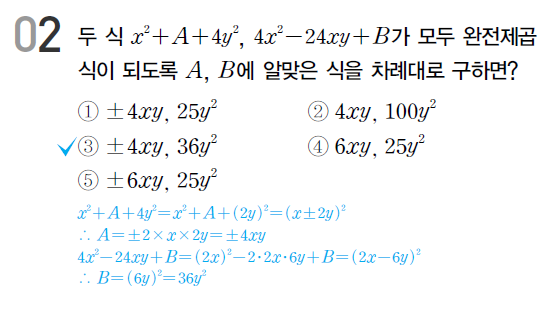 02 두 식 x²+A+4y², 4x²-24xy+B가 모두 완전제곱
식이 되도록 A, B에 알맞은 식을 차례대로 구하면?
① ±4xy, 25y² ② 4xy, 100y²
③ ±4xy, 36y² ④ 6xy, 25y²
⑤ ±6xy, 25y²
x²+A+4y²=x²+A+(2y)²=(x±2y)²
∴ A=±2×x×2y=±4xy
4x²-24xy+B=(2x)²-2·2x·6y+B=(2x-6y)²
∴ B=(6y)²=36y²